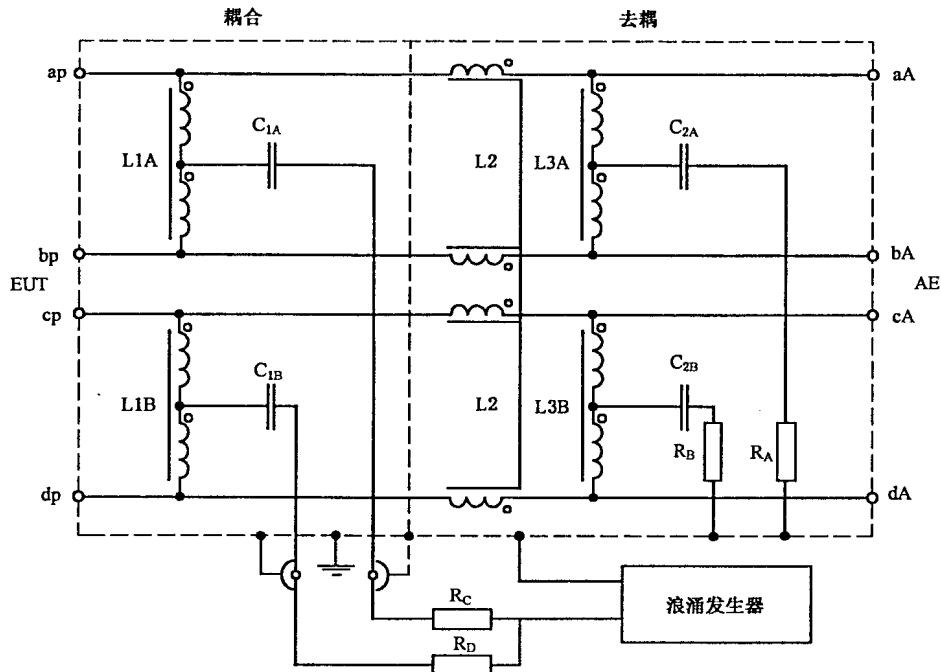 耦合
去耦
ap
aA
C1A
C2A
L1A
L2
L3A
bp
bA
EUT
AE
cp
cA
C1B
C2B
L1B
L2
L3B
RB
RA
dp
dA
RC
浪涌发生器
RD